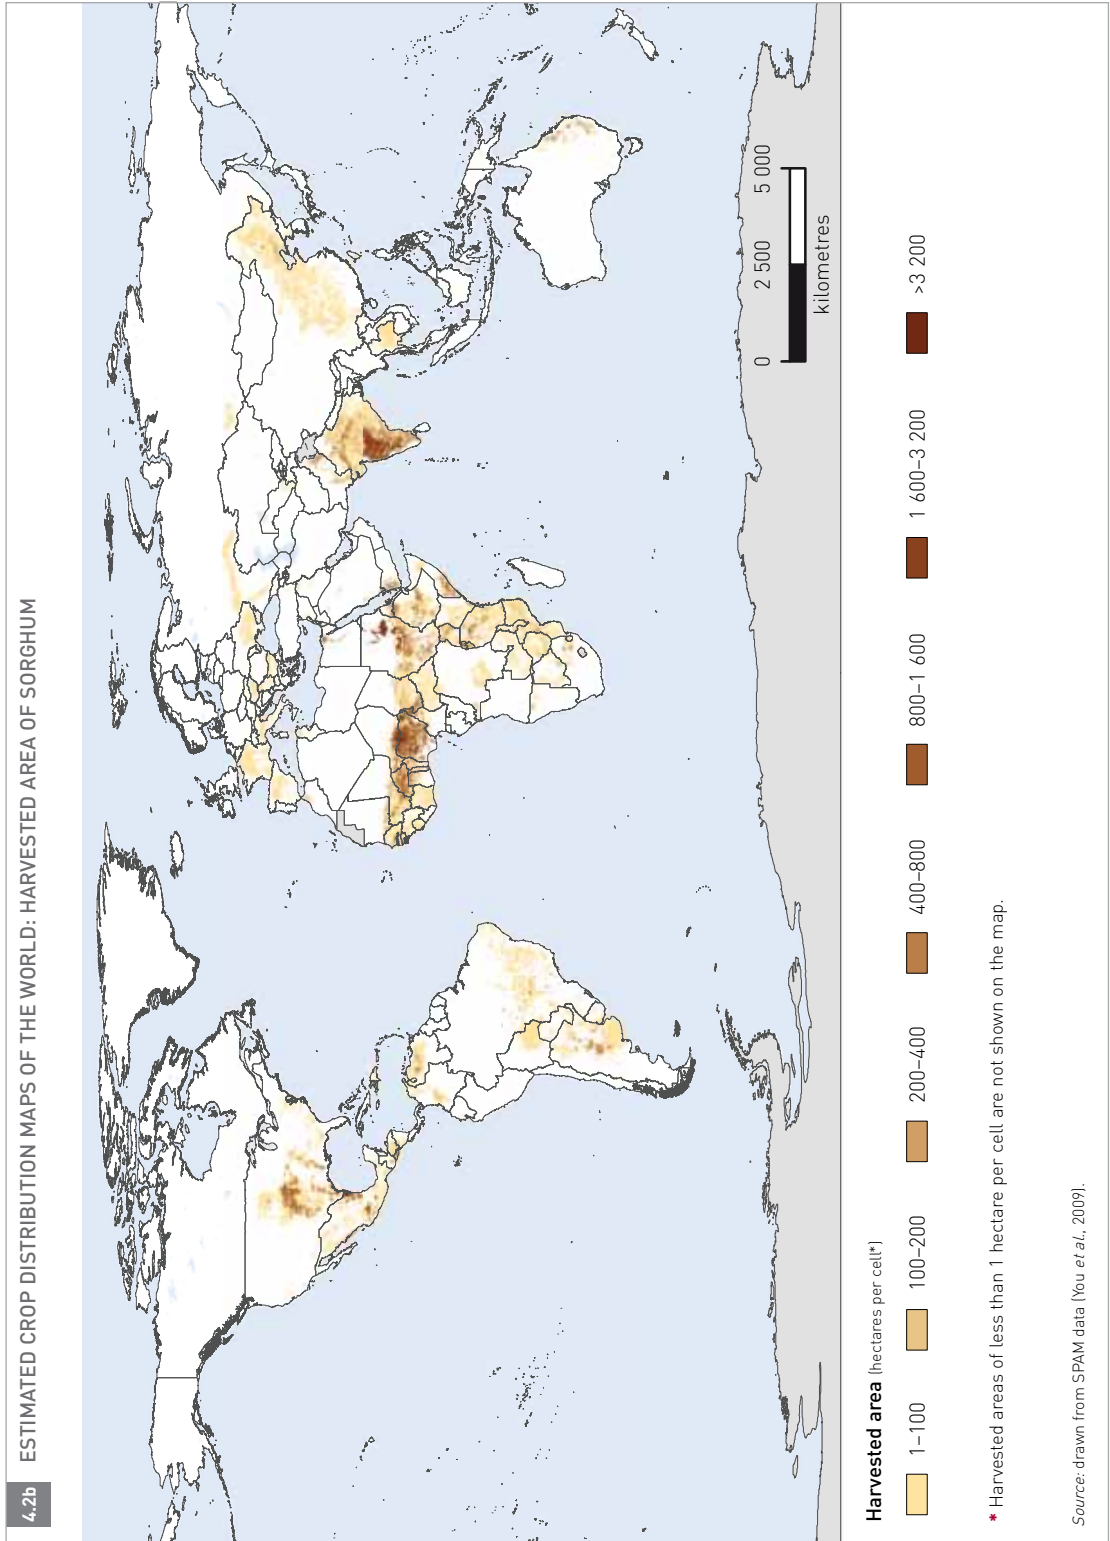 4.2b ESTIMATED CROP DISTRIBUTION MAPS OF THE WORLD: HARVESTED AREA OF SORGHUM
0 2 500 5 000
kilometres
Harvested area (hectares per cell*)
1–100 100–200 200–400 400–800 800–1 600 1 600–3 200 >3 200
* Harvested areas of less than 1 hectare per cell are not shown on the map.
Source: drawn from SPAM data (You et al., 2009).